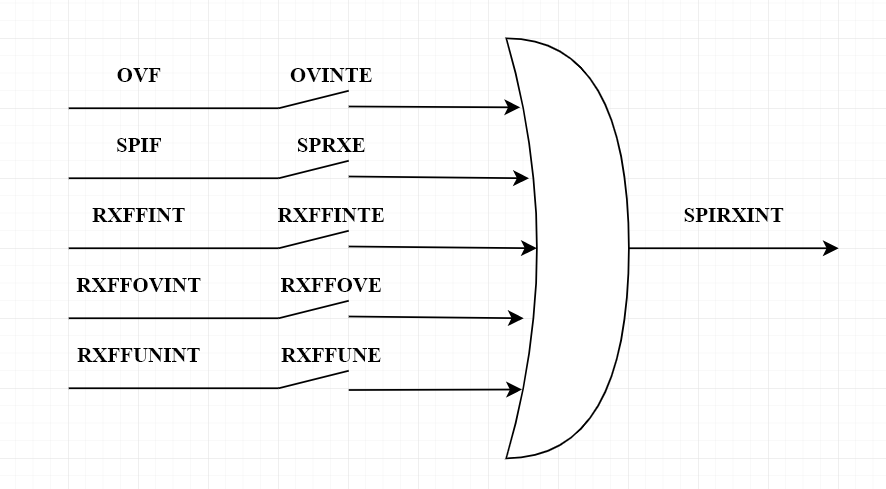 OVF OVINTE
SPIF SPRXE
RXFFINT RXFFINTE
SPIRXINT
RXFFOVINT RXFFOVE
RXFFUNINT RXFFUNE